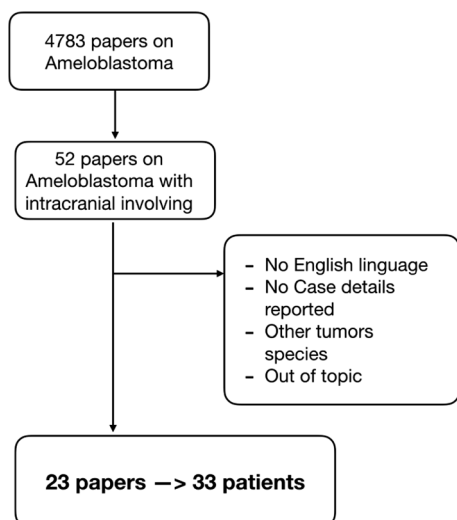 4783 papers on
Ameloblastoma
52 papers on
Ameloblastoma with
intracranial involving
– No English linguage
– No Case details
reported
– Other tumors
species
– Out of topic
23 papers —> 33 patients